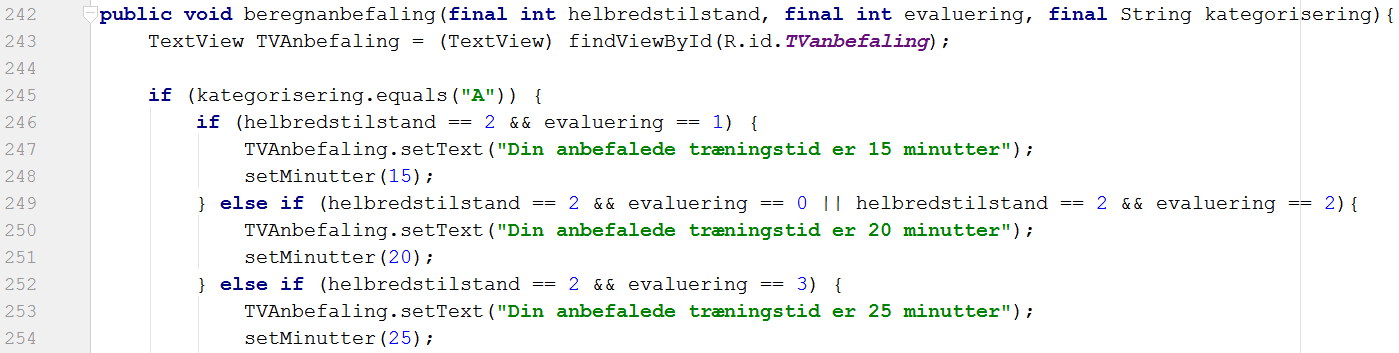 242 public void beregnanbefaling(final int helbredstilstand, final int evaluering, final String kategorisering){
243 TextView TVAnbefaling = (TextView) findViewById(R.id.TVanbefaling);
244
245 if (kategorisering.equals("A")) {
246 if (helbredstilstand == 2 && evaluering == 1) {
247 TVAnbefaling.setText("Din anbefalede træningstid er 15 minutter");
248 setMinutter(15);
249 } else if (helbredstilstand == 2 && evaluering == 0 || helbredstilstand == 2 && evaluering == 2){
250 TVAnbefaling.setText("Din anbefalede træningstid er 20 minutter");
251 setMinutter(20);
252 } else if (helbredstilstand == 2 && evaluering == 3) {
253 TVAnbefaling.setText("Din anbefalede træningstid er 25 minutter");
254 setMinutter(25);